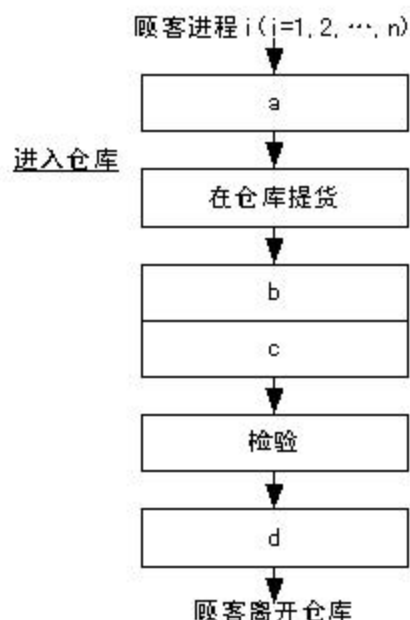 顾客进程 i(i=1, 2, …, n)
a
进入仓库
在仓库提货
b
c
检验
d
顾客离开仓库